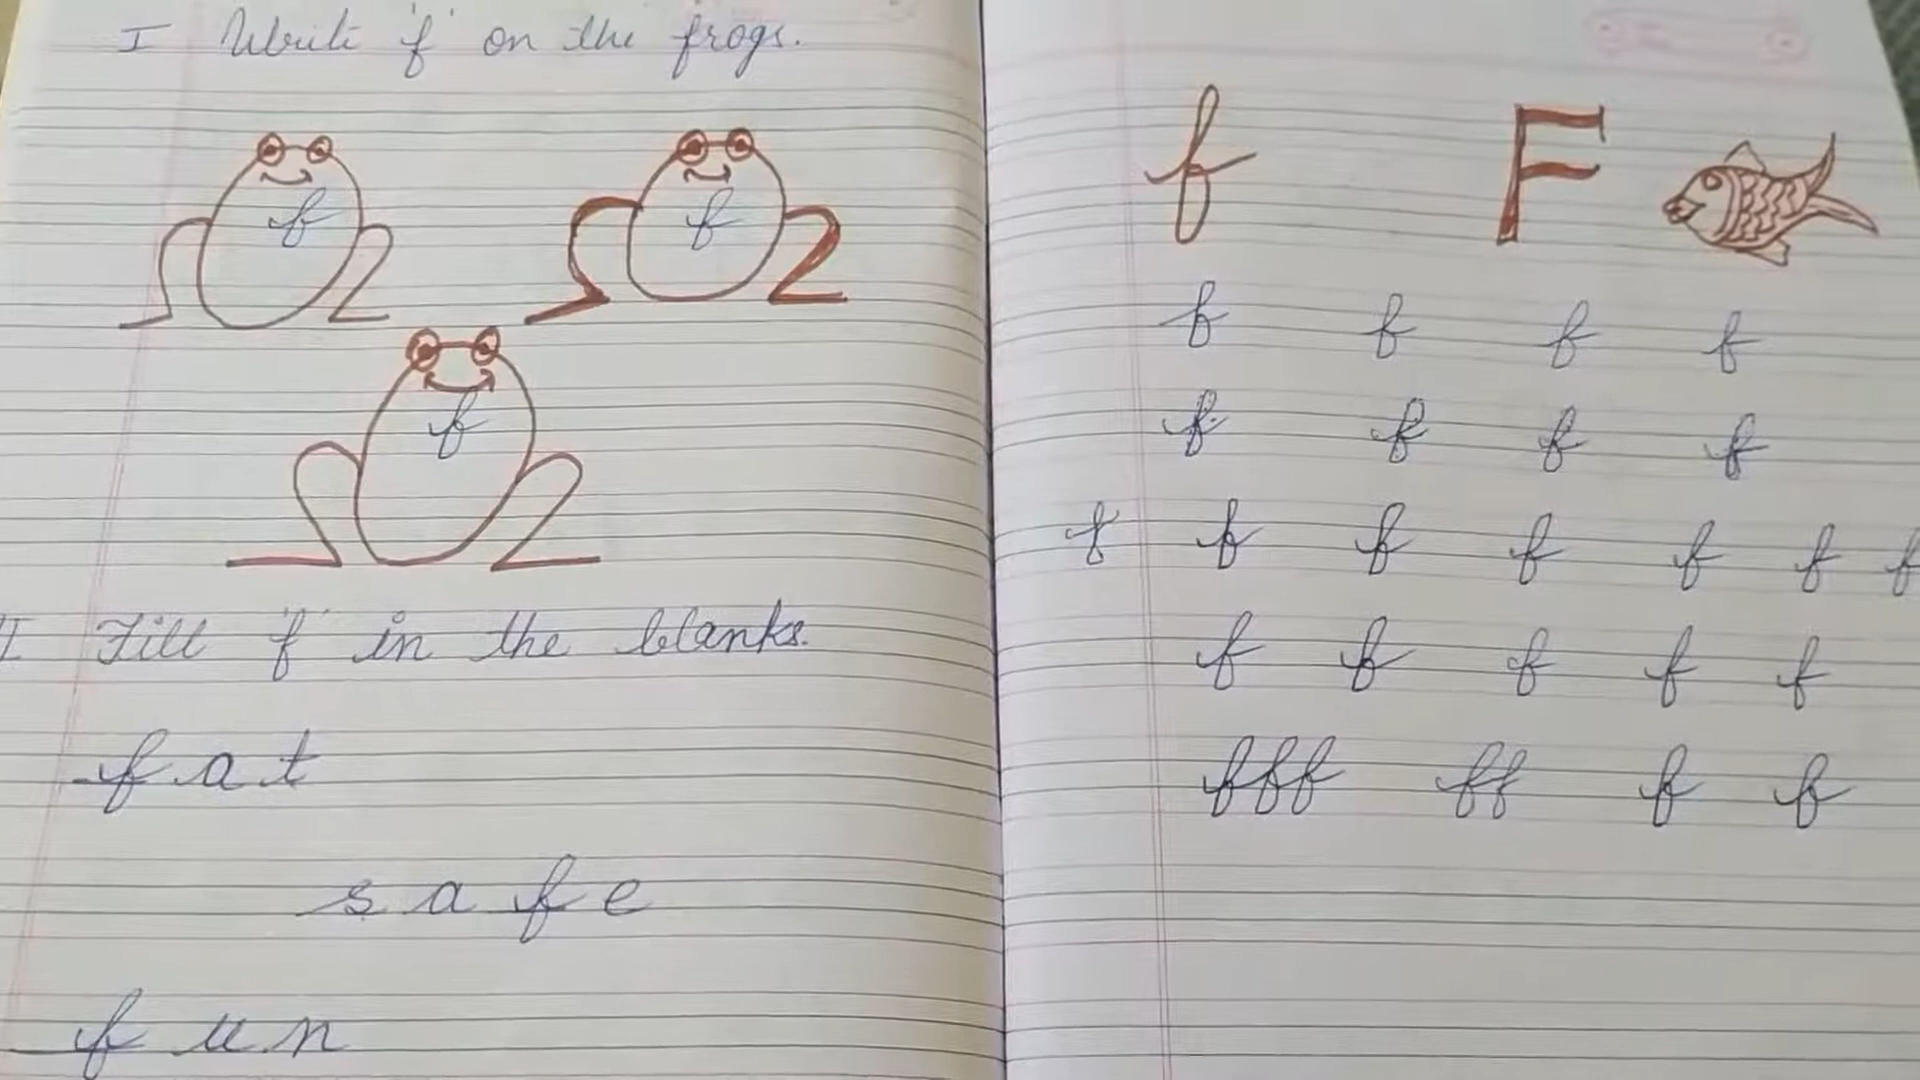 I Write 'f' on the frogs.
f f
f
II Fill 'f' in the blanks.
f a t
s a f e
f u n
f F
f f f f
f f f f
f f f f f f f
f f f f f
fff ff f f